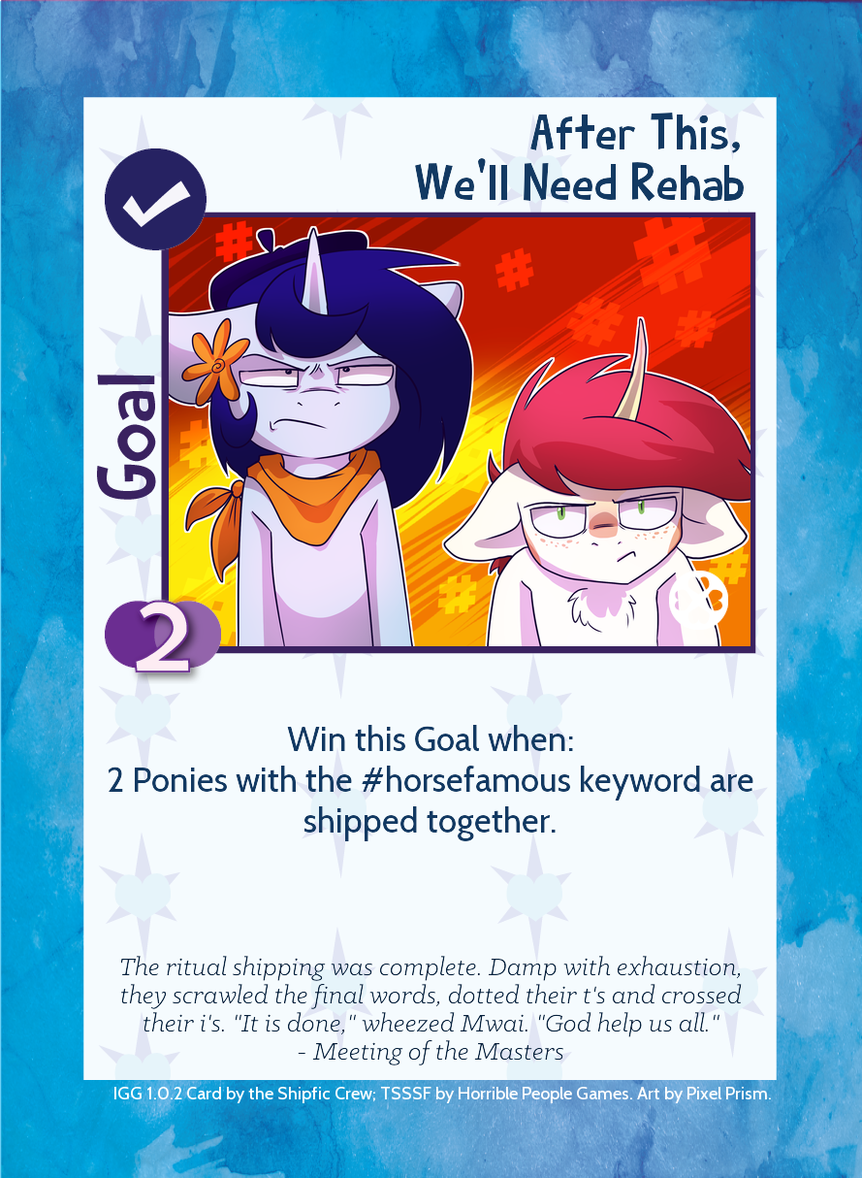 After This,
We'll Need Rehab
Goal
2
Win this Goal when:
2 Ponies with the #horsefamous keyword are
shipped together.
The ritual shipping was complete. Damp with exhaustion,
they scrawled the final words, dotted their t's and crossed
their i's. "It is done," wheezed Mwai. "God help us all."
- Meeting of the Masters
IGG 1.0.2 Card by the Shipfic Crew; TSSSF by Horrible People Games. Art by Pixel Prism.